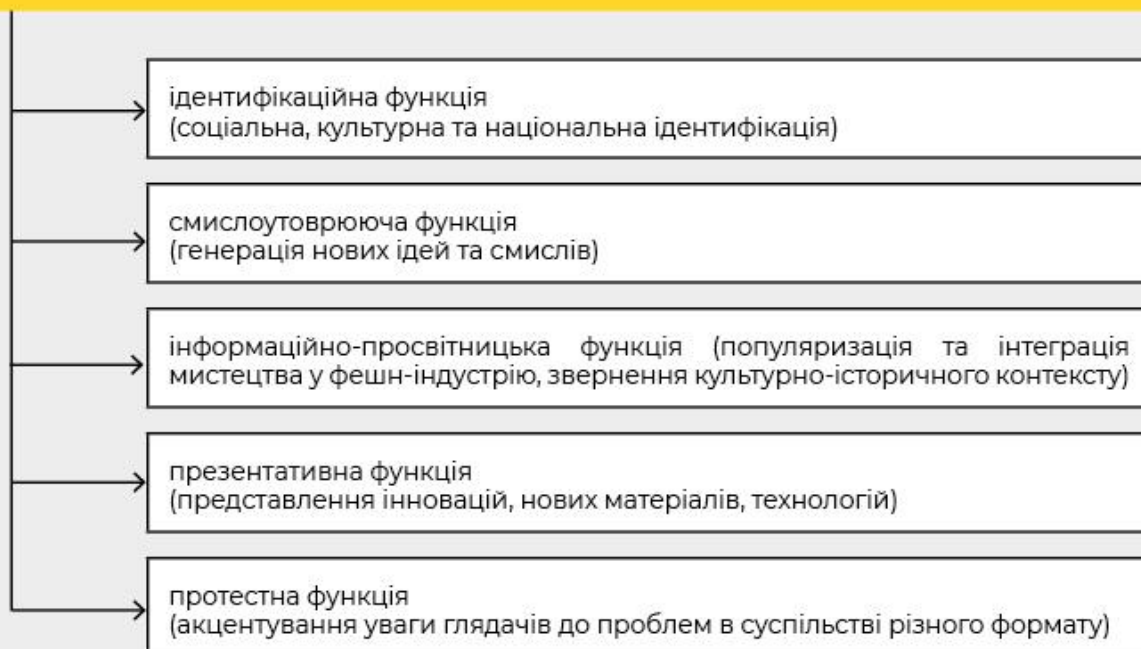 ідентифікаційна функція
(соціальна, культурна та національна ідентифікація)
смислоутоврююча функція
(генерація нових ідей та смислів)
інформаційно-просвітницька функція (популяризація та інтеграція
мистецтва у фешн-індустрію, звернення культурно-історичного контексту)
презентативна функція
(представлення інновацій, нових матеріалів, технологій)
протестна функція
(акцентування уваги глядачів до проблем в суспільстві різного формату)